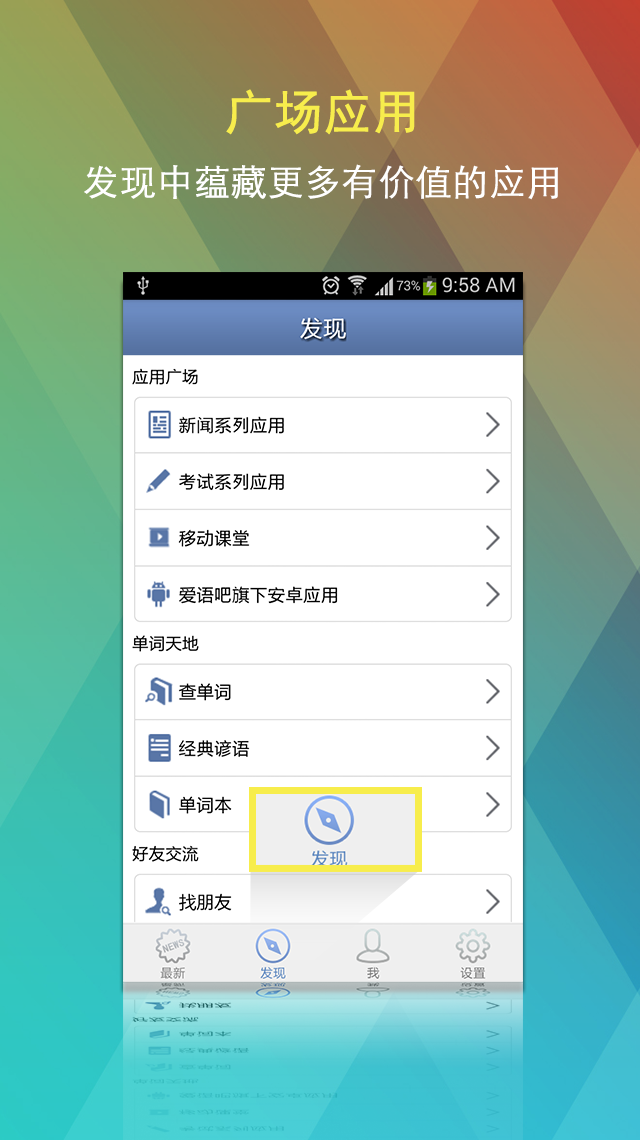 广场应用
发现中蕴藏更多有价值的应用
73% 9:58 AM
发现
应用广场
新闻系列应用
考试系列应用
移动课堂
爱语吧旗下安卓应用
单词天地
查单词
经典谚语
单词本
发现
好友交流
找朋友
NEWS
最新 发现 我 设置